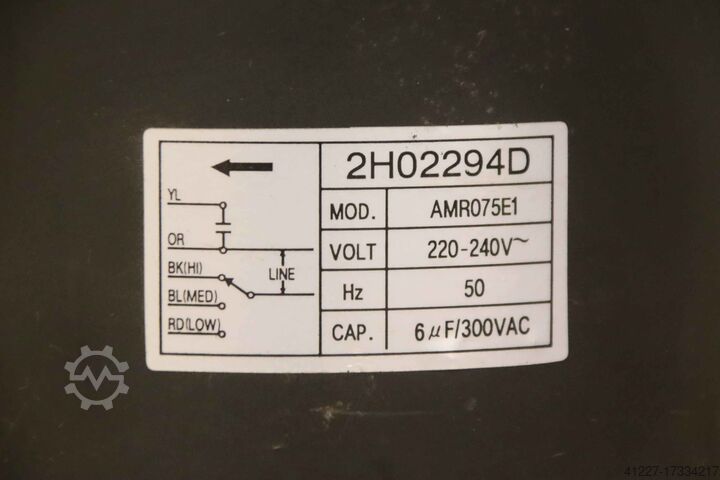 2H02294D
YL
OR
BK(HI)
LINE
BL(MED)
RD(LOW)
MOD. AMR075E1
VOLT 220-240V~
Hz 50
CAP. 6μF/300VAC
41227-17334217